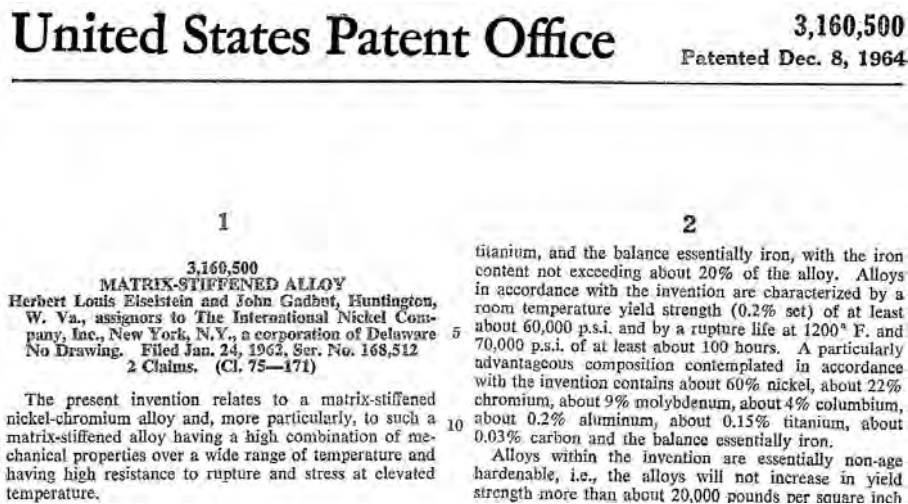 United States Patent Office
3,160,500
Patented Dec. 8, 1964
1
3,160,500
MATRIX-STIFFENED ALLOY
Herbert Louis Eiselstein and John Gadbut, Huntington,
W. Va., assignors to The International Nickel Com-
pany, Inc., New York, N.Y., a corporation of Delaware
No Drawing. Filed Jan. 24, 1962, Ser. No. 168,512
2 Claims. (Cl. 75—171)
The present invention relates to a matrix-stiffened
nickel-chromium alloy and, more particularly, to such a
matrix-stiffened alloy having a high combination of me-
chanical properties over a wide range of temperature and
having high resistance to rupture and stress at elevated
temperature.
5
10
2
titanium, and the balance essentially iron, with the iron
content not exceeding about 20% of the alloy. Alloys
in accordance with the invention are characterized by a
room temperature yield strength (0.2% set) of at least
about 60,000 p.s.i. and by a rupture life at 1200° F. and
70,000 p.s.i. of at least about 100 hours. A particularly
advantageous composition contemplated in accordance
with the invention contains about 60% nickel, about 22%
chromium, about 9% molybdenum, about 4% columbium,
about 0.2% aluminum, about 0.15% titanium, about
0.03% carbon and the balance essentially iron.
Alloys within the invention are essentially non-age
hardenable, i.e., the alloys will not increase in yield
strength more than about 20,000 pounds per square inch